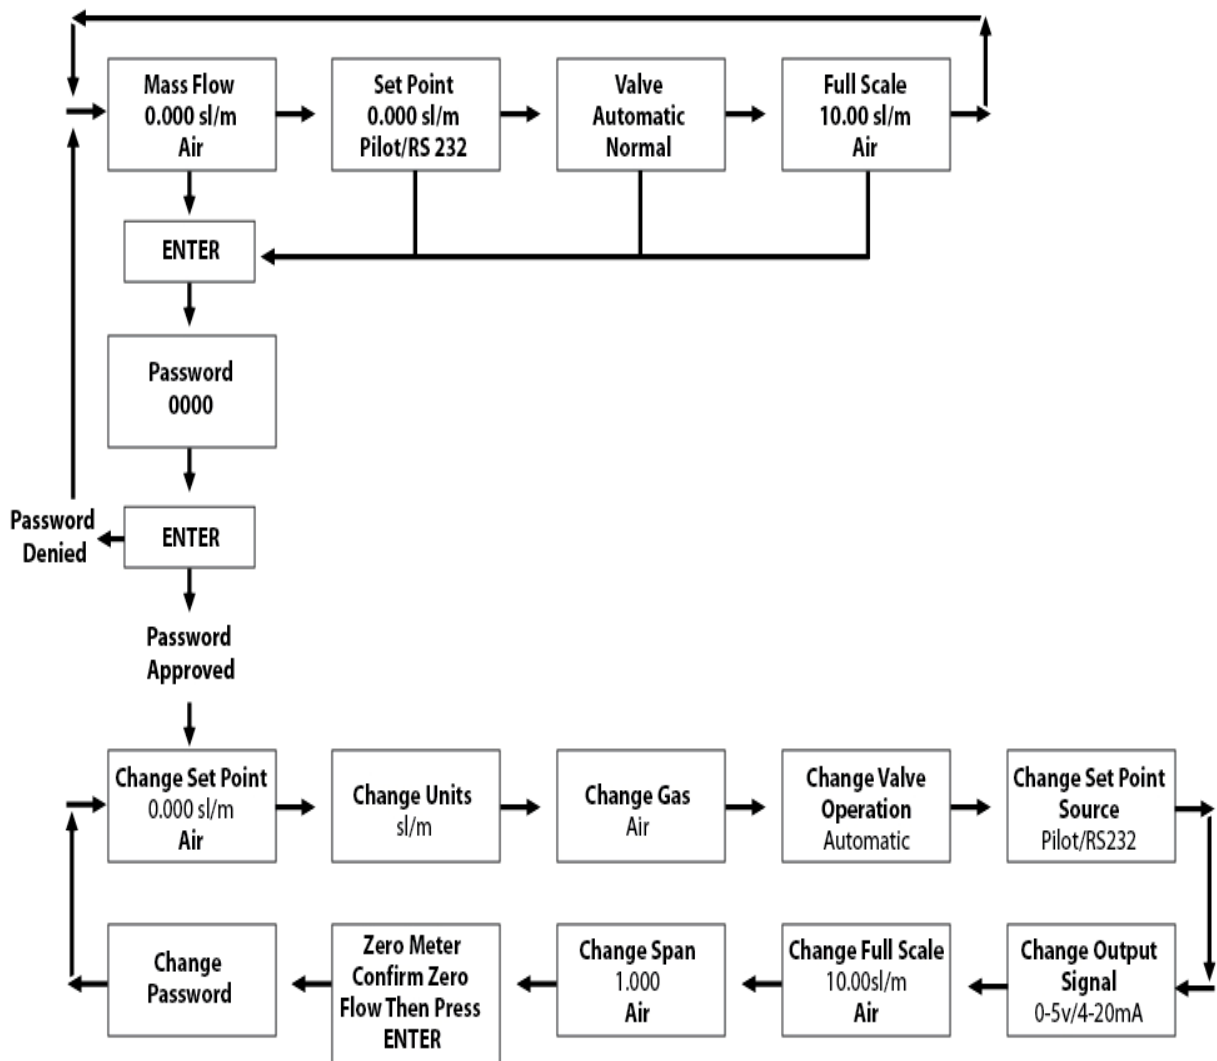 Mass Flow
0.000 sl/m
Air
Set Point
0.000 sl/m
Pilot/RS 232
Valve
Automatic
Normal
Full Scale
10.00 sl/m
Air
ENTER
Password
0000
Password
Denied
ENTER
Password
Approved
Change Set Point
0.000 sl/m
Air
Change Units
sl/m
Change Gas
Air
Change Valve
Operation
Automatic
Change Set Point
Source
Pilot/RS232
Change
Password
Zero Meter
Confirm Zero
Flow Then Press
ENTER
Change Span
1.000
Air
Change Full Scale
10.00sl/m
Air
Change Output
Signal
0-5v/4-20mA